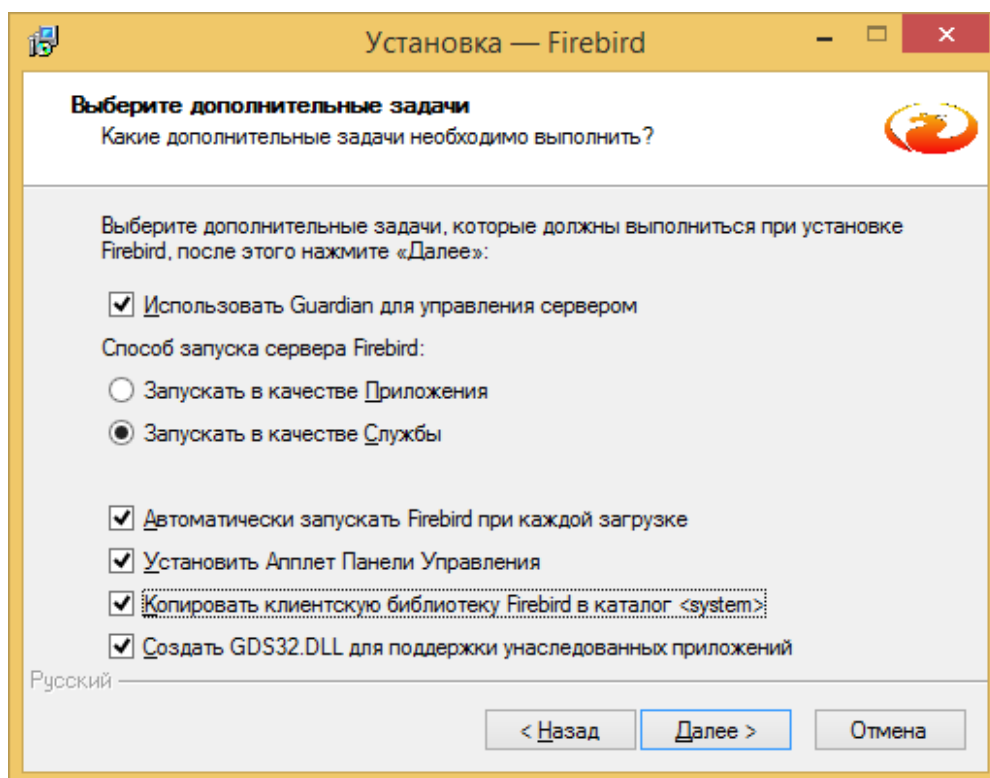 Установка — Firebird
Выберите дополнительные задачи
Какие дополнительные задачи необходимо выполнить?
Выберите дополнительные задачи, которые должны выполниться при установке
Firebird, после этого нажмите «Далее»:
Использовать Guardian для управления сервером
Способ запуска сервера Firebird:
Запускать в качестве Приложения
Запускать в качестве Службы
Автоматически запускать Firebird при каждой загрузке
Установить Апплет Панели Управления
Копировать клиентскую библиотеку Firebird в каталог <system>
Создать GDS32.DLL для поддержки унаследованных приложений
Русский
< Назад Далее > Отмена